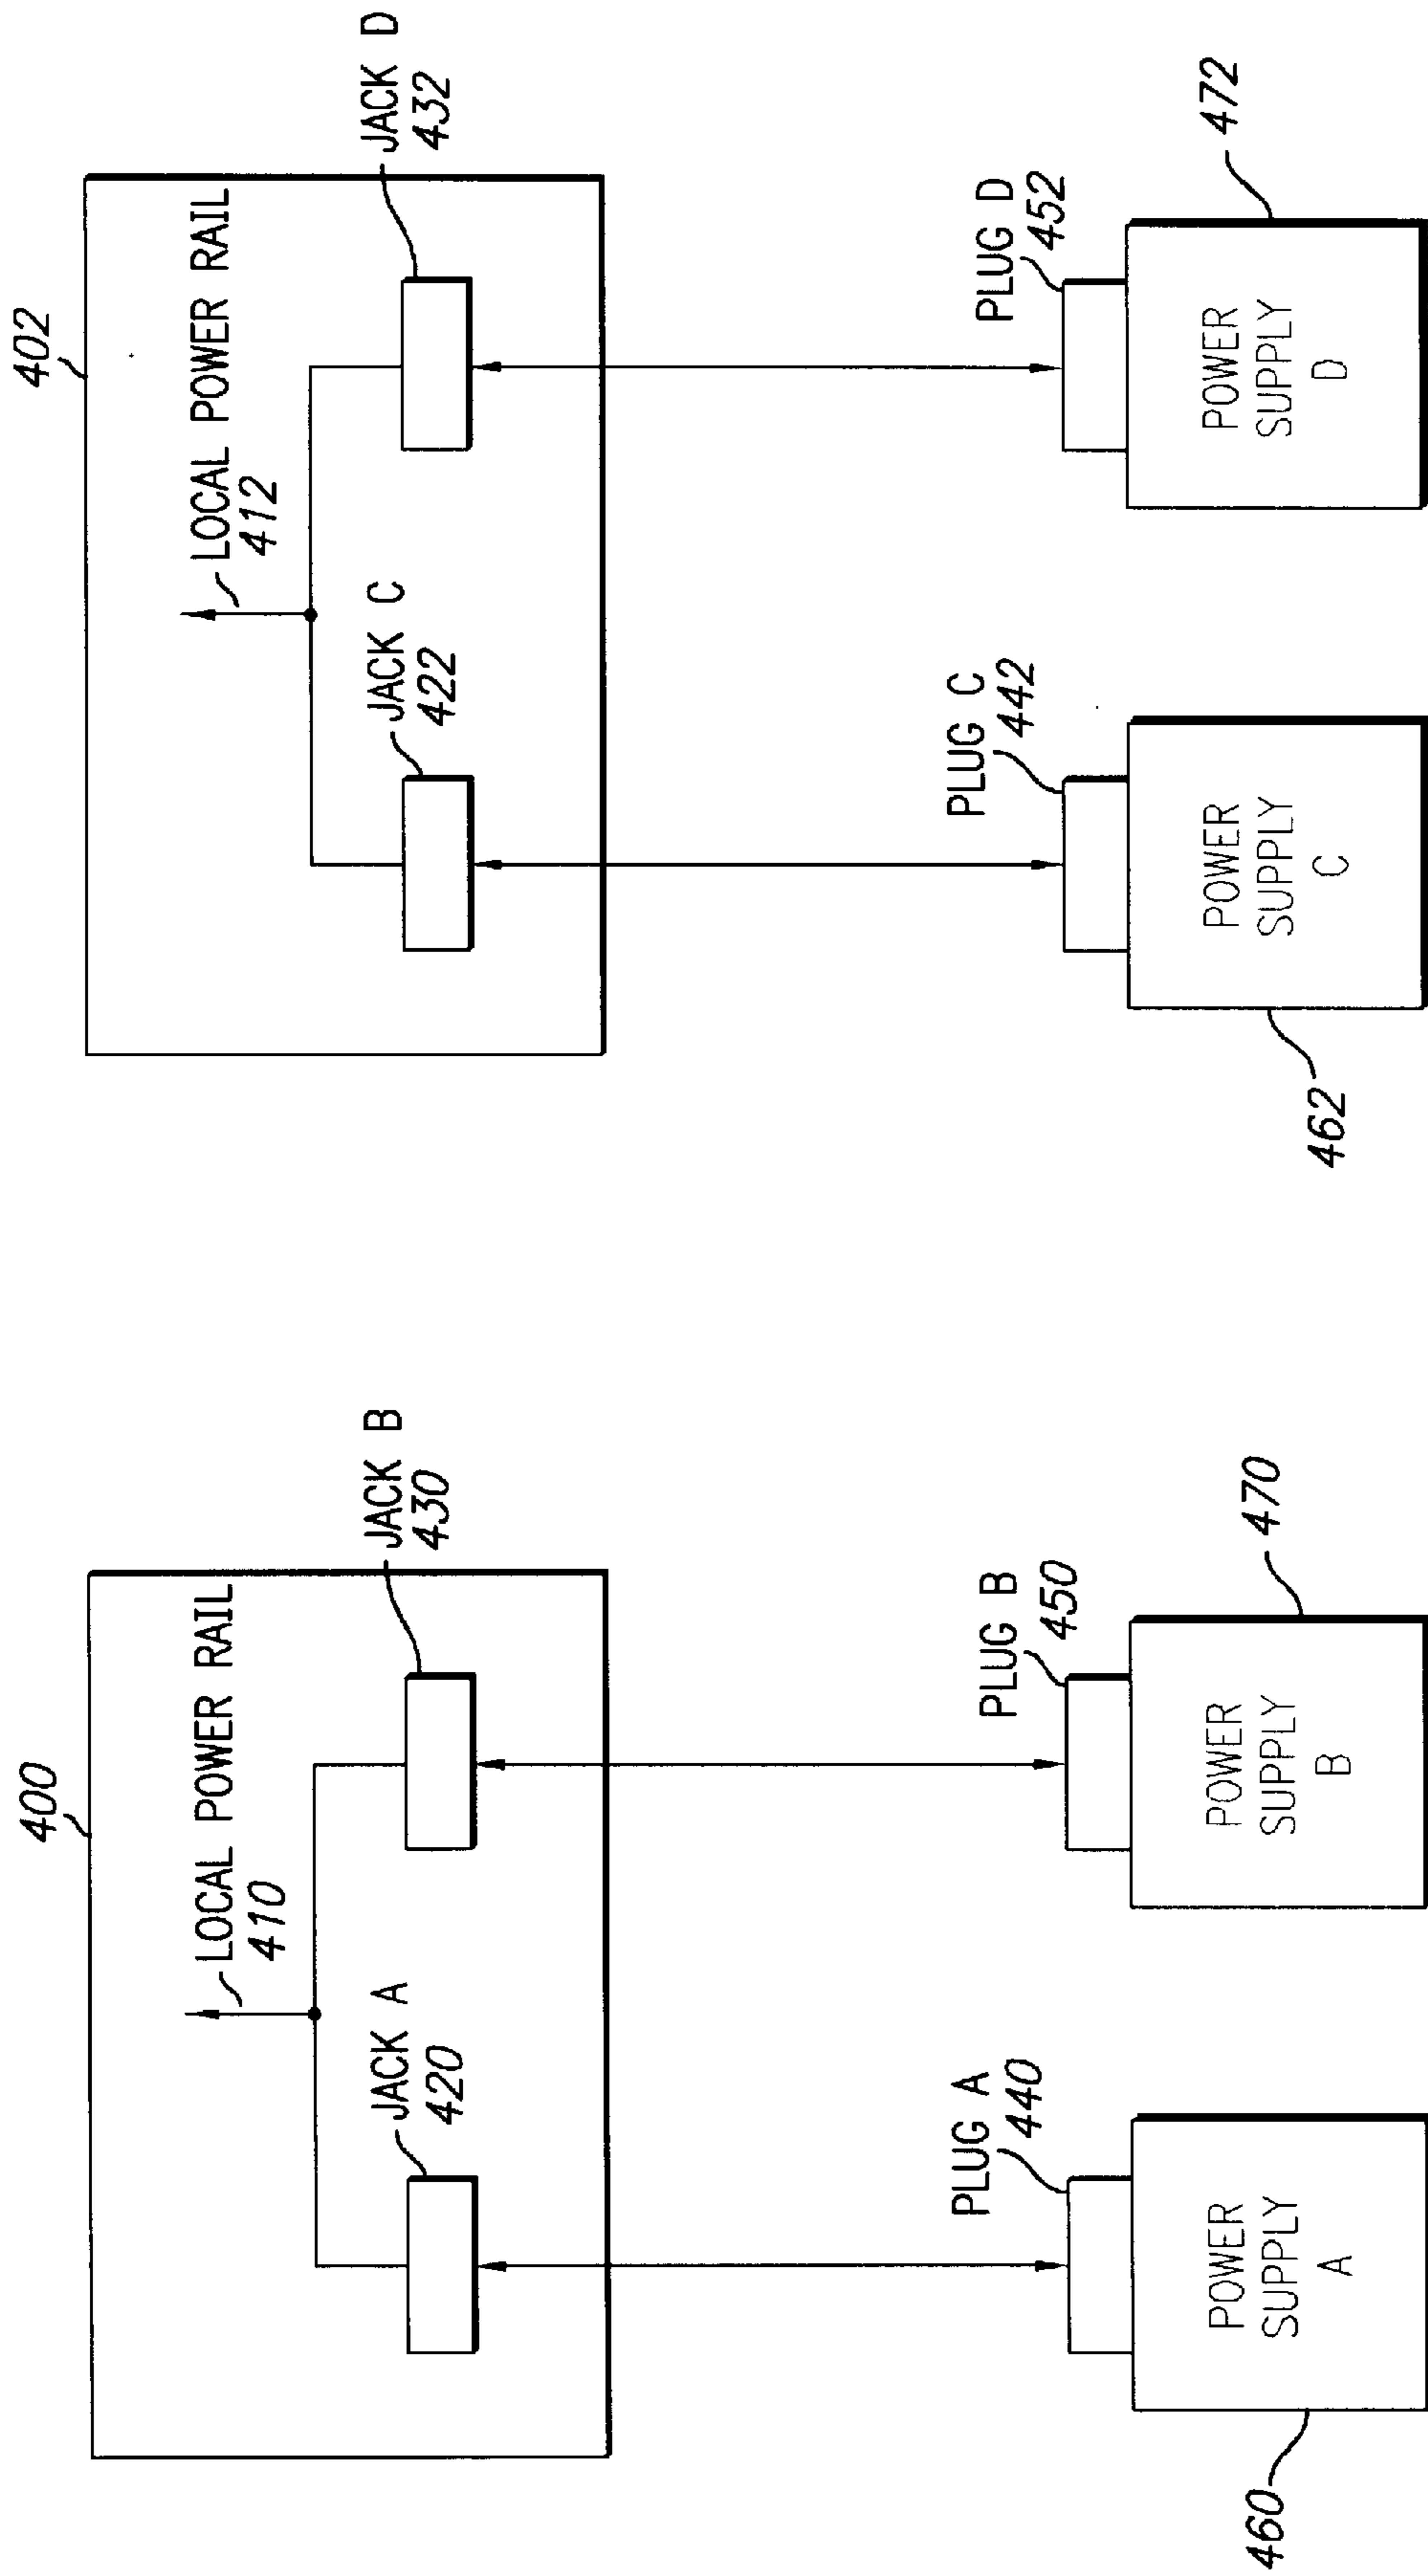 400
LOCAL POWER RAIL
410
JACK A
420
JACK B
430
PLUG A
440
PLUG B
450
POWER
SUPPLY
A
460
POWER
SUPPLY
B
470
402
LOCAL POWER RAIL
412
JACK C
422
JACK D
432
PLUG C
442
PLUG D
452
POWER
SUPPLY
C
462
POWER
SUPPLY
D
472